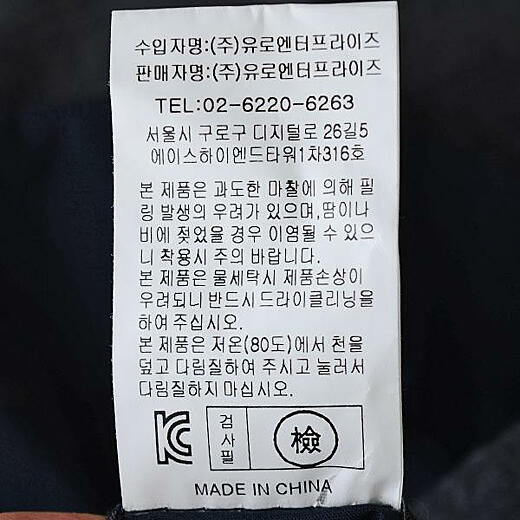 수입자명:(주)유로엔터프라이즈
판매자명:(주)유로엔터프라이즈
TEL:02-6220-6263
서울시 구로구 디지털로 26길5
에이스하이엔드타워1차316호
본 제품은 과도한 마찰에 의해 필
링 발생의 우려가 있으며,땀이나
비에 젖었을 경우 이염될 수 있으
니 착용시 주의 바랍니다.
본 제품은 물세탁시 제품손상이
우려되니 반드시드라이클리닝을
하여 주십시오.
본 제품은 저온(80도)에서 천을
덮고 다림질하여 주시고 눌러서
다림질하지 마십시오.
KC 검사필 檢
MADE IN CHINA